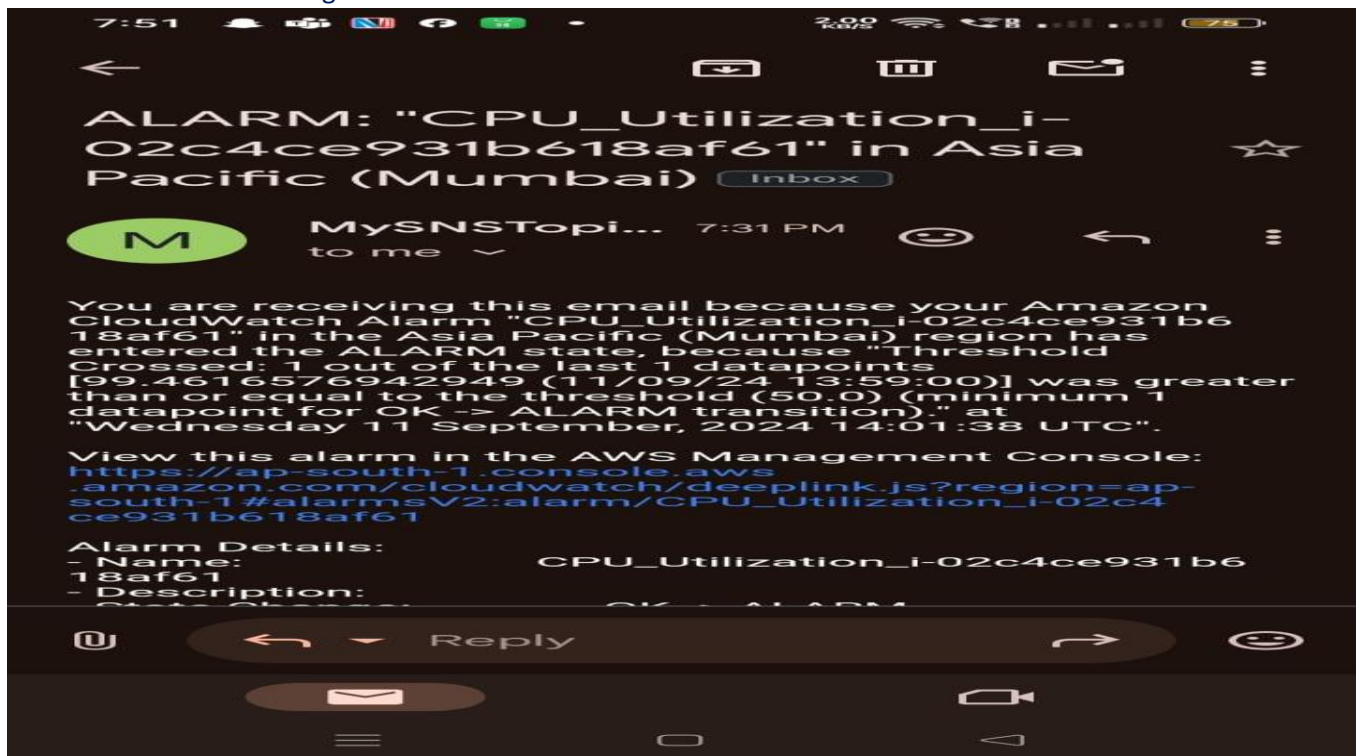 7:51 2.00 KB/S 75
ALARM: "CPU_Utilization_i-
02c4ce931b618af61" in Asia
Pacific (Mumbai) Inbox
M MySNSTopi... 7:31 PM
to me
You are receiving this email because your Amazon
CloudWatch Alarm "CPU_Utilization_i-02c4ce931b6
18af61" in the Asia Pacific (Mumbai) region has
entered the ALARM state, because "Threshold
Crossed: 1 out of the last 1 datapoints
[99.46165576942949 (11/09/24 13:59:00)] was greater
than or equal to the threshold (50.0) (minimum 1
datapoint for OK -> ALARM transition)." at
"Wednesday 11 September, 2024 14:01:38 UTC".
View this alarm in the AWS Management Console:
https://ap-south-1.console.aws
.amazon.com/cloudwatch/deeplink.js?region=ap-
south-1#alarmsV2:alarm/CPU_Utilization_i-02c4
ce931b618af61
Alarm Details:
- Name: CPU_Utilization_i-02c4ce931b6
18af61
- Description:
- State Change: OK -> ALARM
Reply